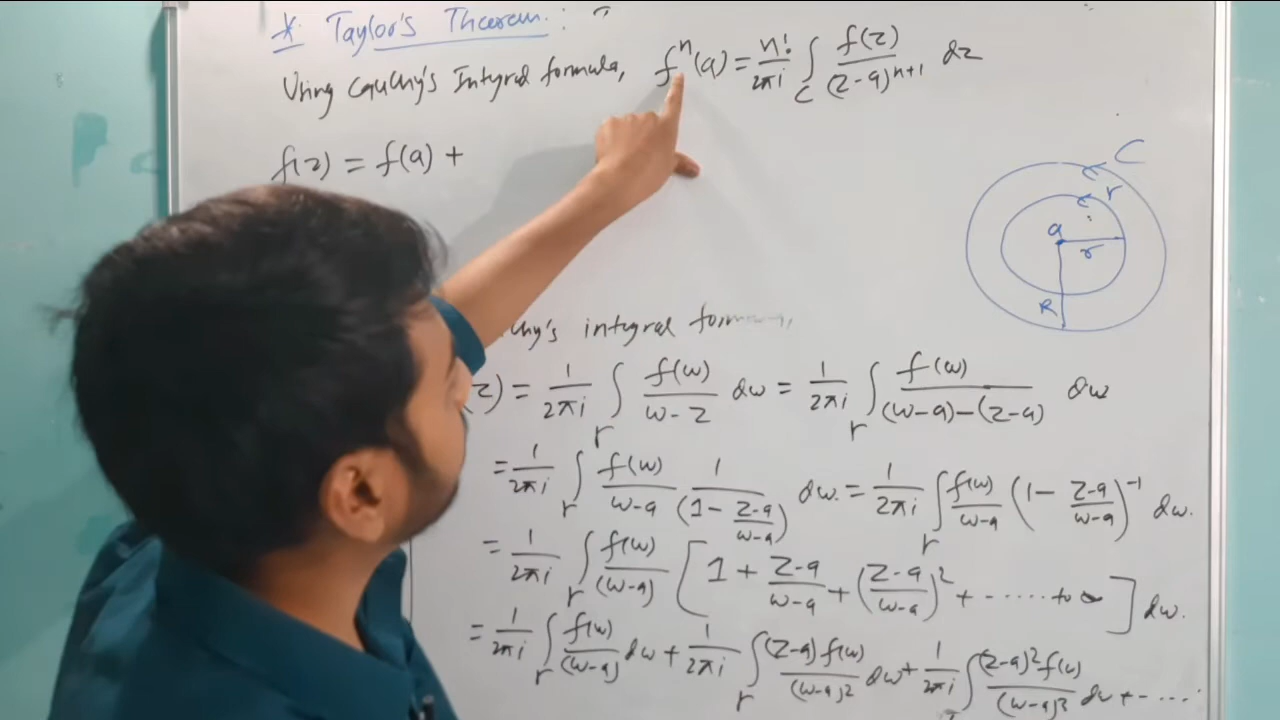 * Taylor's Theorem :-
Using Cauchy's Integral formula, fⁿ(a) = n!/2πi ∫_C f(z)/(z-a)ⁿ⁺¹ dz
f(z) = f(a) +
C
r
a
r
R
integral
z) = 1/2πi ∫_r f(w)/w-z dw = 1/2πi ∫_r f(w)/(w-a)-(z-a) dw
= 1/2πi ∫_r f(w)/w-a 1/(1 - z-a/w-a) dw. = 1/2πi ∫_r f(w)/w-a (1 - z-a/w-a)⁻¹ dw.
= 1/2πi ∫_r f(w)/(w-a) [1 + z-a/w-a + (z-a/w-a)² + ...... to ∞] dw.
= 1/2πi ∫_r f(w)/(w-a) dw + 1/2πi ∫_r (z-a) f(w)/(w-a)² dw + 1/2πi ∫ (z-a)² f(w)/(w-a)³ dw + - ....